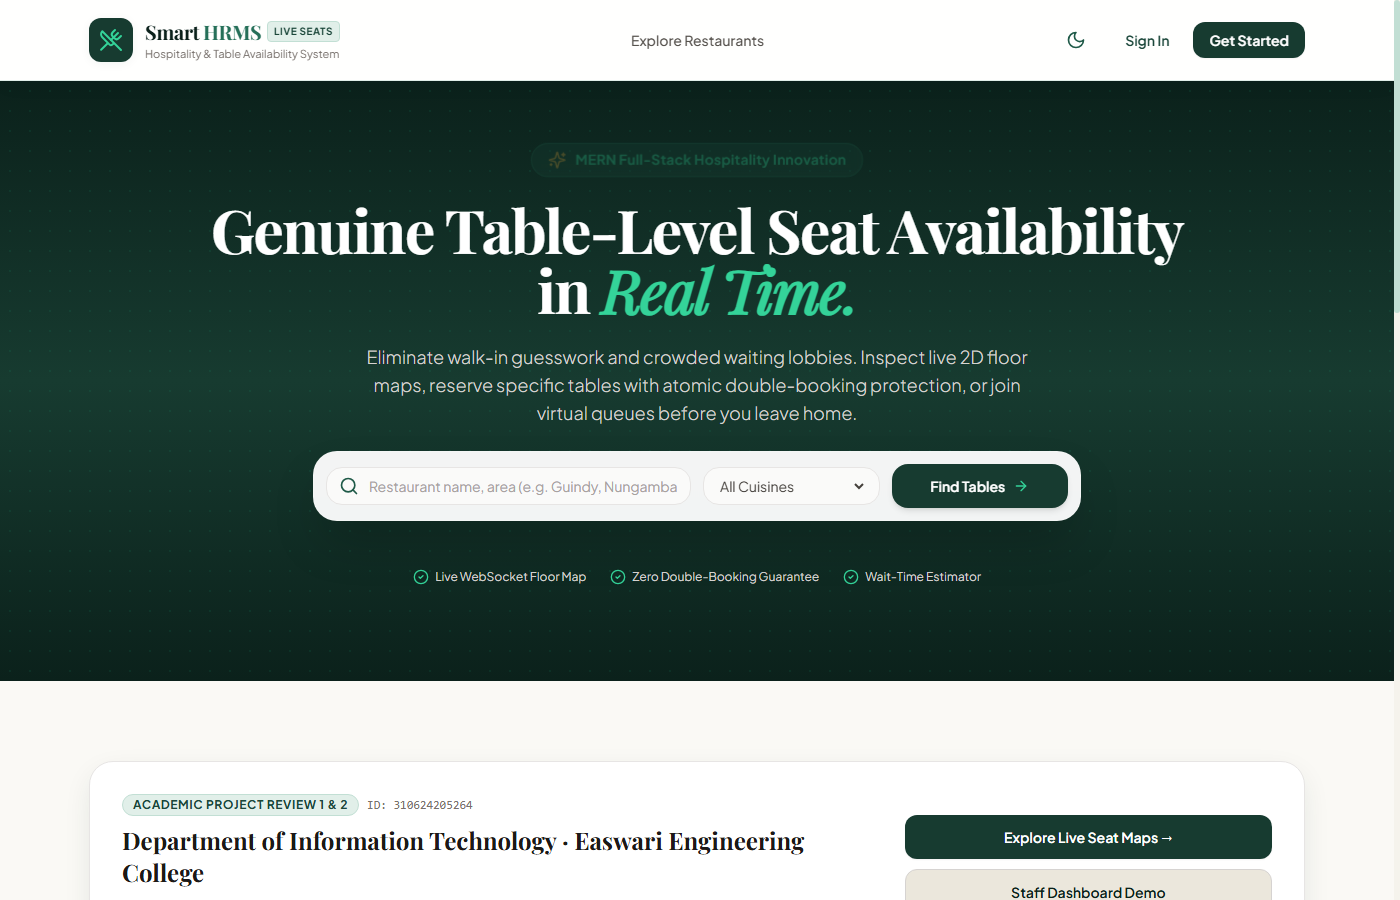 Smart HRMS LIVE SEATS
Hospitality & Table Availability System
Explore Restaurants
Sign In
Get Started
MERN Full-Stack Hospitality Innovation
Genuine Table-Level Seat Availability
in Real Time.
Eliminate walk-in guesswork and crowded waiting lobbies. Inspect live 2D floor
maps, reserve specific tables with atomic double-booking protection, or join
virtual queues before you leave home.
Restaurant name, area (e.g. Guindy, Nungamba
All Cuisines
Find Tables
Live WebSocket Floor Map
Zero Double-Booking Guarantee
Wait-Time Estimator
ACADEMIC PROJECT REVIEW 1 & 2 ID: 310624205264
Department of Information Technology · Easwari Engineering
College
Explore Live Seat Maps →
Staff Dashboard Demo